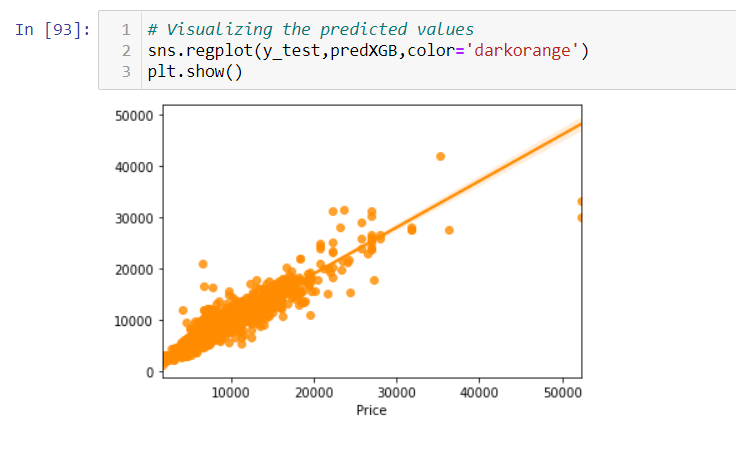 In [93]:
1 # Visualizing the predicted values
2 sns.regplot(y_test,predXGB,color='darkorange')
3 plt.show()
50000
40000
30000
20000
10000
0
10000 20000 30000 40000 50000
Price